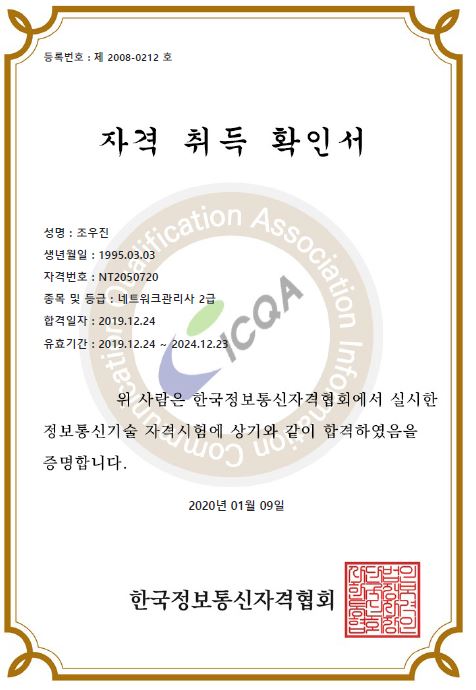 등록번호 : 제 2008-0212 호
자격 취득 확인서
성명 : 조우진
생년월일 : 1995.03.03
자격번호 : NT2050720
종목 및 등급 : 네트워크관리사 2급
합격일자 : 2019.12.24
유효기간 : 2019.12.24 ~ 2024.12.23
Information Communication Qualification Association
ICQA
위 사람은 한국정보통신자격협회에서 실시한
정보통신기술 자격시험에 상기와 같이 합격하였음을
증명합니다.
2020년 01월 09일
한국정보통신자격협회